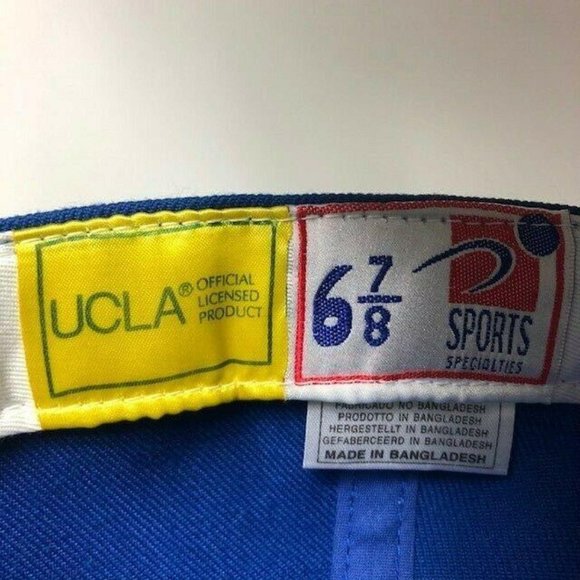 UCLA®
OFFICIAL
LICENSED
PRODUCT
6 7/8
SPORTS
SPECIALTIES
FABRICADO NO BANGLADESH
PRODOTTO IN BANGLADESH
HERGESTELLT IN BANGLADESH
GEFABERCEERD IN BANGLADESH
MADE IN BANGLADESH